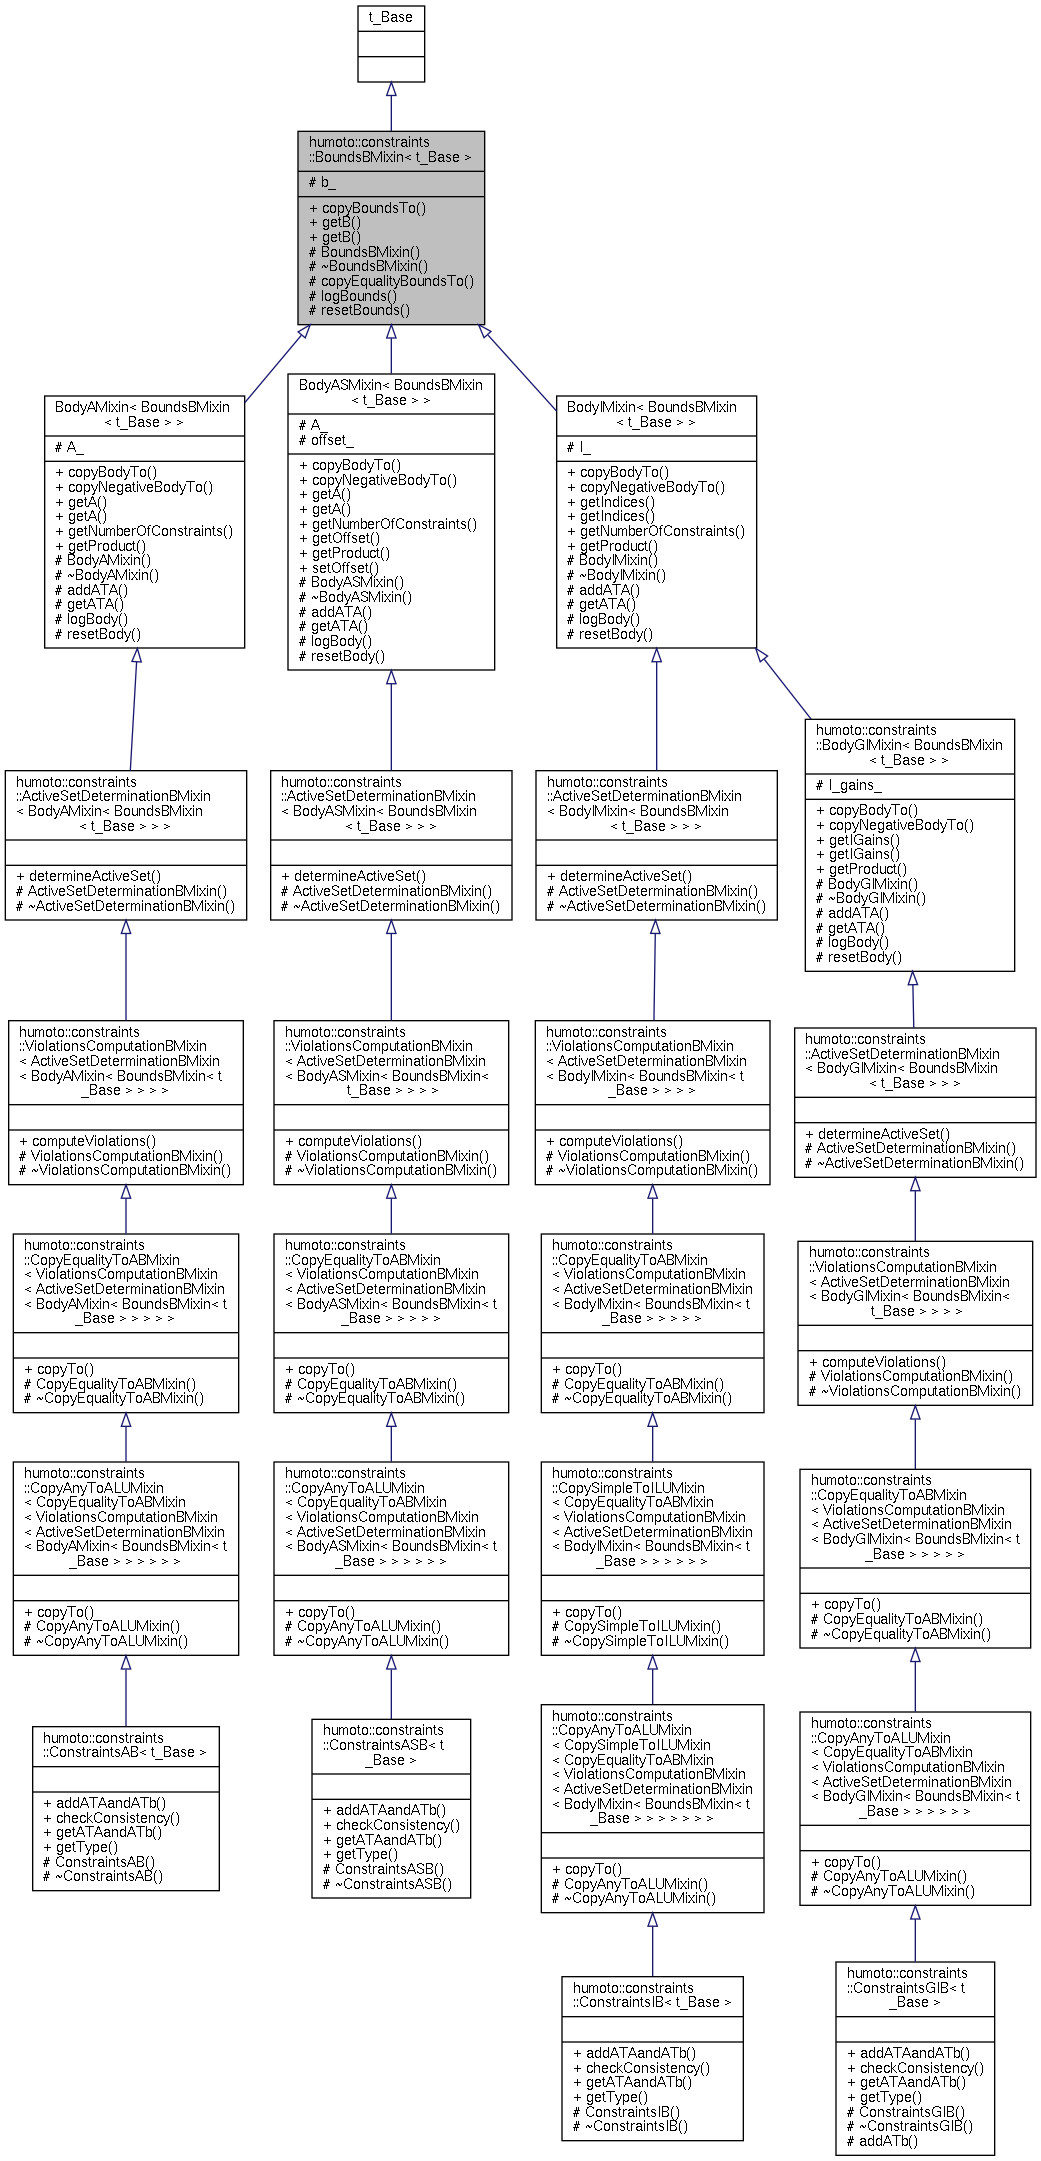 t_Base
humoto::constraints
::BoundsBMixin< t_Base >
# b_
+ copyBoundsTo()
+ getB()
+ getB()
# BoundsBMixin()
# ~BoundsBMixin()
# copyEqualityBoundsTo()
# logBounds()
# resetBounds()
BodyAMixin< BoundsBMixin
< t_Base > >
# A_
+ copyBodyTo()
+ copyNegativeBodyTo()
+ getA()
+ getA()
+ getNumberOfConstraints()
+ getProduct()
# BodyAMixin()
# ~BodyAMixin()
# addATA()
# getATA()
# logBody()
# resetBody()
BodyASMixin< BoundsBMixin
< t_Base > >
# A_
# offset_
+ copyBodyTo()
+ copyNegativeBodyTo()
+ getA()
+ getA()
+ getNumberOfConstraints()
+ getOffset()
+ getProduct()
+ setOffset()
# BodyASMixin()
# ~BodyASMixin()
# addATA()
# getATA()
# logBody()
# resetBody()
BodyIMixin< BoundsBMixin
< t_Base > >
# I_
+ copyBodyTo()
+ copyNegativeBodyTo()
+ getIndices()
+ getIndices()
+ getNumberOfConstraints()
+ getProduct()
# BodyIMixin()
# ~BodyIMixin()
# addATA()
# getATA()
# logBody()
# resetBody()
humoto::constraints
::BodyGIMixin< BoundsBMixin
< t_Base > >
# I_gains_
+ copyBodyTo()
+ copyNegativeBodyTo()
+ getIGains()
+ getIGains()
+ getProduct()
# BodyGIMixin()
# ~BodyGIMixin()
# addATA()
# getATA()
# logBody()
# resetBody()
humoto::constraints
::ActiveSetDeterminationBMixin
< BodyAMixin< BoundsBMixin
< t_Base > > >
+ determineActiveSet()
# ActiveSetDeterminationBMixin()
# ~ActiveSetDeterminationBMixin()
humoto::constraints
::ActiveSetDeterminationBMixin
< BodyASMixin< BoundsBMixin
< t_Base > > >
+ determineActiveSet()
# ActiveSetDeterminationBMixin()
# ~ActiveSetDeterminationBMixin()
humoto::constraints
::ActiveSetDeterminationBMixin
< BodyIMixin< BoundsBMixin
< t_Base > > >
+ determineActiveSet()
# ActiveSetDeterminationBMixin()
# ~ActiveSetDeterminationBMixin()
humoto::constraints
::ViolationsComputationBMixin
< ActiveSetDeterminationBMixin
< BodyAMixin< BoundsBMixin< t
_Base > > > >
+ computeViolations()
# ViolationsComputationBMixin()
# ~ViolationsComputationBMixin()
humoto::constraints
::ViolationsComputationBMixin
< ActiveSetDeterminationBMixin
< BodyASMixin< BoundsBMixin<
t_Base > > > >
+ computeViolations()
# ViolationsComputationBMixin()
# ~ViolationsComputationBMixin()
humoto::constraints
::ViolationsComputationBMixin
< ActiveSetDeterminationBMixin
< BodyIMixin< BoundsBMixin< t
_Base > > > >
+ computeViolations()
# ViolationsComputationBMixin()
# ~ViolationsComputationBMixin()
humoto::constraints
::ActiveSetDeterminationBMixin
< BodyGIMixin< BoundsBMixin
< t_Base > > >
+ determineActiveSet()
# ActiveSetDeterminationBMixin()
# ~ActiveSetDeterminationBMixin()
humoto::constraints
::CopyEqualityToABMixin
< ViolationsComputationBMixin
< ActiveSetDeterminationBMixin
< BodyAMixin< BoundsBMixin< t
_Base > > > > >
+ copyTo()
# CopyEqualityToABMixin()
# ~CopyEqualityToABMixin()
humoto::constraints
::CopyEqualityToABMixin
< ViolationsComputationBMixin
< ActiveSetDeterminationBMixin
< BodyASMixin< BoundsBMixin< t
_Base > > > > >
+ copyTo()
# CopyEqualityToABMixin()
# ~CopyEqualityToABMixin()
humoto::constraints
::CopyEqualityToABMixin
< ViolationsComputationBMixin
< ActiveSetDeterminationBMixin
< BodyIMixin< BoundsBMixin< t
_Base > > > > >
+ copyTo()
# CopyEqualityToABMixin()
# ~CopyEqualityToABMixin()
humoto::constraints
::ViolationsComputationBMixin
< ActiveSetDeterminationBMixin
< BodyGIMixin< BoundsBMixin<
t_Base > > > >
+ computeViolations()
# ViolationsComputationBMixin()
# ~ViolationsComputationBMixin()
humoto::constraints
::CopyAnyToALUMixin
< CopyEqualityToABMixin
< ViolationsComputationBMixin
< ActiveSetDeterminationBMixin
< BodyAMixin< BoundsBMixin< t
_Base > > > > > >
+ copyTo()
# CopyAnyToALUMixin()
# ~CopyAnyToALUMixin()
humoto::constraints
::CopyAnyToALUMixin
< CopyEqualityToABMixin
< ViolationsComputationBMixin
< ActiveSetDeterminationBMixin
< BodyASMixin< BoundsBMixin< t
_Base > > > > > >
+ copyTo()
# CopyAnyToALUMixin()
# ~CopyAnyToALUMixin()
humoto::constraints
::CopySimpleToILUMixin
< CopyEqualityToABMixin
< ViolationsComputationBMixin
< ActiveSetDeterminationBMixin
< BodyIMixin< BoundsBMixin< t
_Base > > > > > >
+ copyTo()
# CopySimpleToILUMixin()
# ~CopySimpleToILUMixin()
humoto::constraints
::CopyEqualityToABMixin
< ViolationsComputationBMixin
< ActiveSetDeterminationBMixin
< BodyGIMixin< BoundsBMixin< t
_Base > > > > >
+ copyTo()
# CopyEqualityToABMixin()
# ~CopyEqualityToABMixin()
humoto::constraints
::ConstraintsAB< t_Base >
+ addATAandATb()
+ checkConsistency()
+ getATAandATb()
+ getType()
# ConstraintsAB()
# ~ConstraintsAB()
humoto::constraints
::ConstraintsASB< t
_Base >
+ addATAandATb()
+ checkConsistency()
+ getATAandATb()
+ getType()
# ConstraintsASB()
# ~ConstraintsASB()
humoto::constraints
::CopyAnyToALUMixin
< CopySimpleToILUMixin
< CopyEqualityToABMixin
< ViolationsComputationBMixin
< ActiveSetDeterminationBMixin
< BodyIMixin< BoundsBMixin< t
_Base > > > > > > >
+ copyTo()
# CopyAnyToALUMixin()
# ~CopyAnyToALUMixin()
humoto::constraints
::CopyAnyToALUMixin
< CopyEqualityToABMixin
< ViolationsComputationBMixin
< ActiveSetDeterminationBMixin
< BodyGIMixin< BoundsBMixin< t
_Base > > > > > >
+ copyTo()
# CopyAnyToALUMixin()
# ~CopyAnyToALUMixin()
humoto::constraints
::ConstraintsIB< t_Base >
+ addATAandATb()
+ checkConsistency()
+ getATAandATb()
+ getType()
# ConstraintsIB()
# ~ConstraintsIB()
humoto::constraints
::ConstraintsGIB< t
_Base >
+ addATAandATb()
+ checkConsistency()
+ getATAandATb()
+ getType()
# ConstraintsGIB()
# ~ConstraintsGIB()
# addATb()